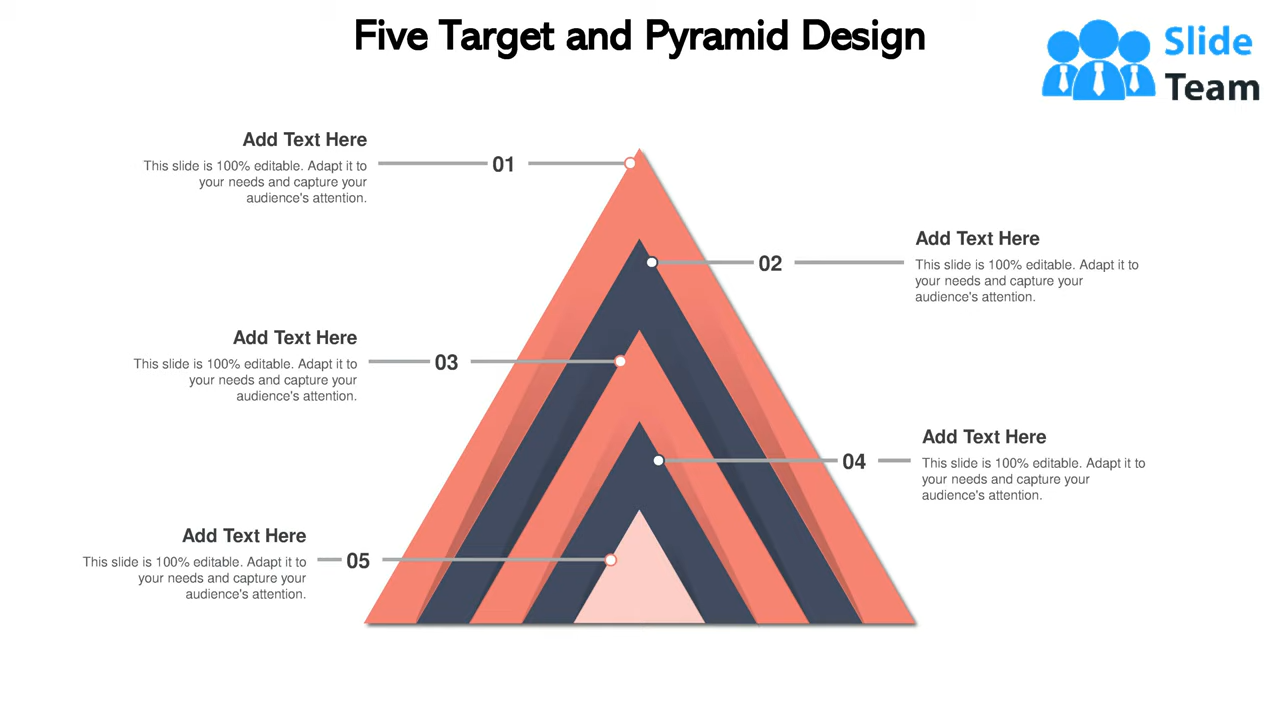 Five Target and Pyramid Design
Slide
Team
Add Text Here
This slide is 100% editable. Adapt it to
your needs and capture your
audience's attention.
01
Add Text Here
This slide is 100% editable. Adapt it to
your needs and capture your
audience's attention.
02
Add Text Here
This slide is 100% editable. Adapt it to
your needs and capture your
audience's attention.
03
Add Text Here
This slide is 100% editable. Adapt it to
your needs and capture your
audience's attention.
04
Add Text Here
This slide is 100% editable. Adapt it to
your needs and capture your
audience's attention.
05